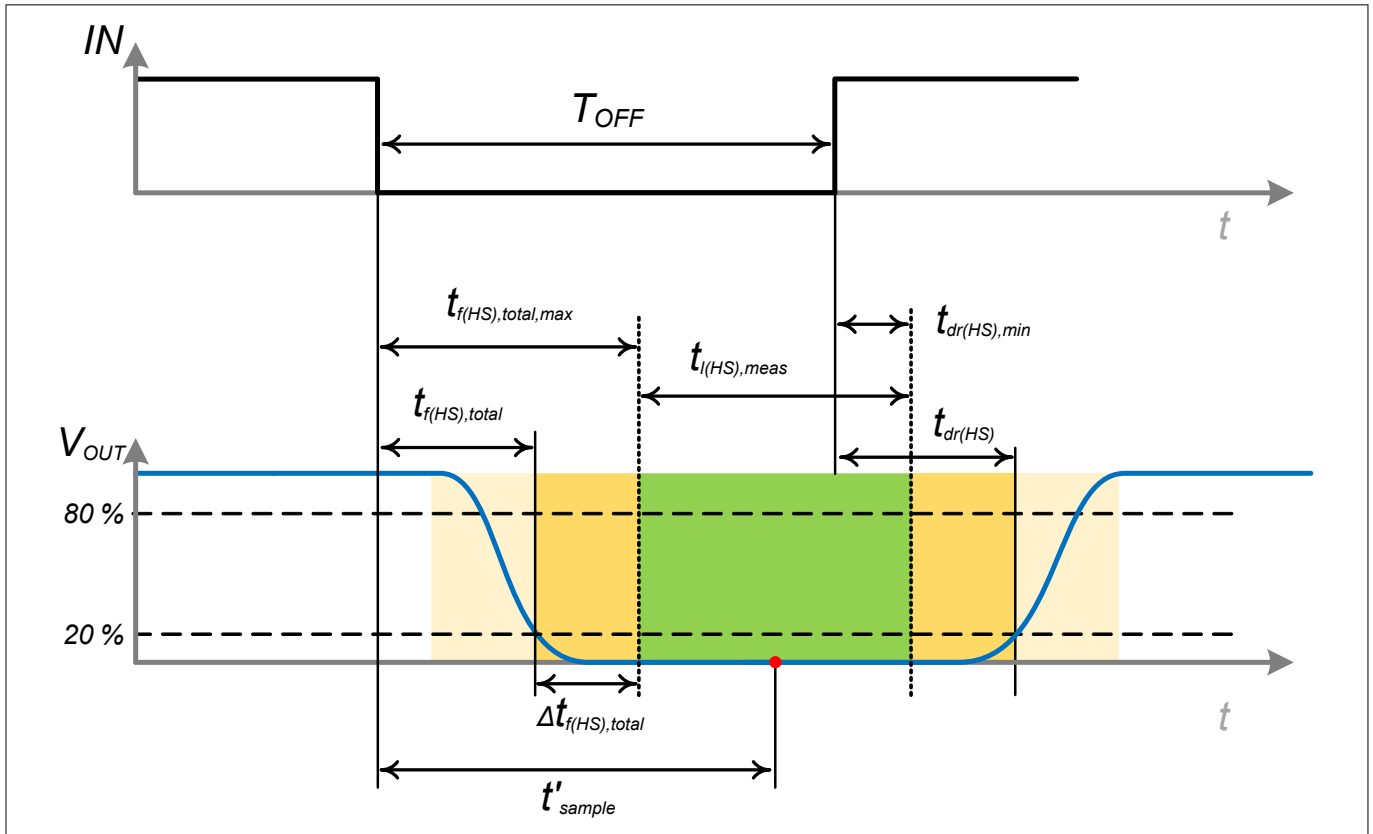 IN
T_OFF
t
t_f(HS),total,max
t_dr(HS),min
t_l(HS),meas
t_f(HS),total
t_dr(HS)
V_OUT
80 %
20 %
Δt_f(HS),total
t
t'_sample